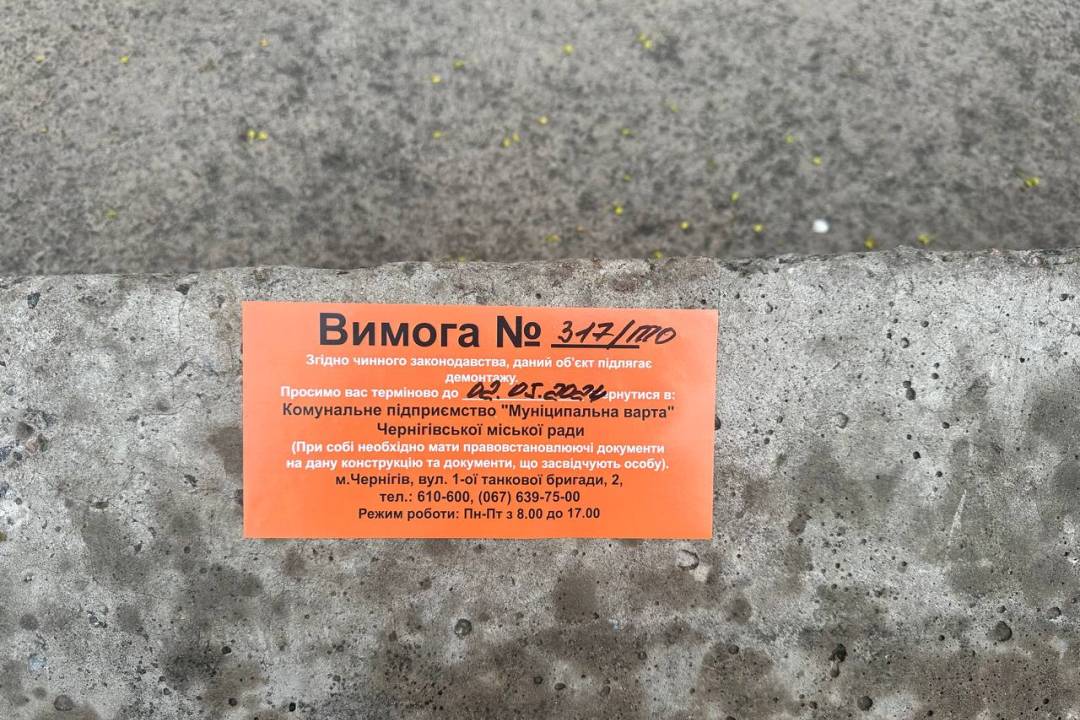 Вимога № 317/ПРО
Згідно чинного законодавства, даний об'єкт підлягає
демонтажу.
Просимо вас терміново до 02.05.2024 звернутися в:
Комунальне підприємство "Муніципальна варта"
Чернігівської міської ради
(При собі необхідно мати правовстановлюючі документи
на дану конструкцію та документи, що засвідчують особу).
м.Чернігів, вул. 1-ої танкової бригади, 2,
тел.: 610-600, (067) 639-75-00
Режим роботи: Пн-Пт з 8.00 до 17.00